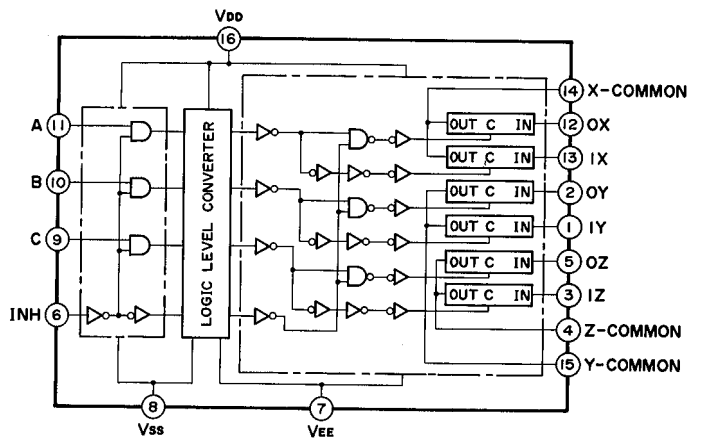 VDD
16
14 X-COMMON
A 11
OUT C IN 12 OX
OUT C IN 13 IX
B 10
OUT C IN 2 OY
C 9
OUT C IN 1 IY
OUT C IN 5 OZ
OUT C IN 3 IZ
INH 6
4 Z-COMMON
15 Y-COMMON
LOGIC LEVEL CONVERTER
8
VSS
7
VEE